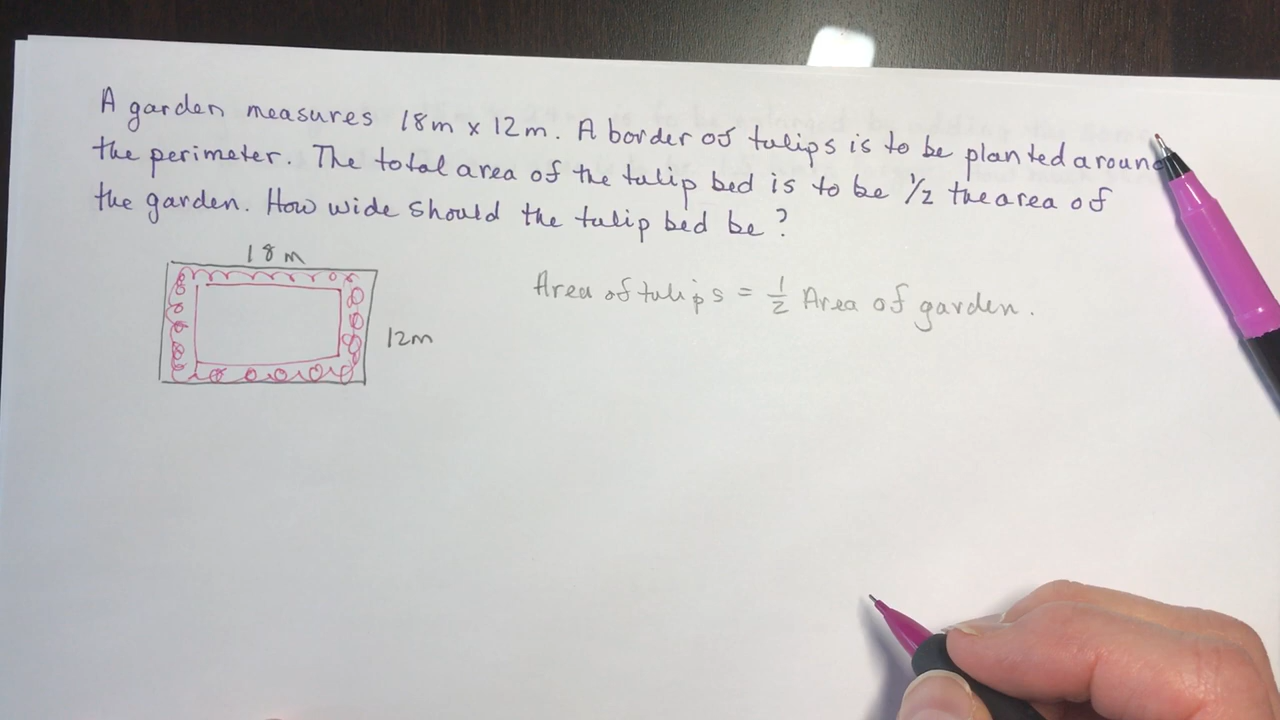 A garden measures 18m x 12m. A border of tulips is to be planted around
the perimeter. The total area of the tulip bed is to be 1/2 the area of
the garden. How wide should the tulip bed be?
18 m
Area of tulips = 1/2 Area of garden.
12m